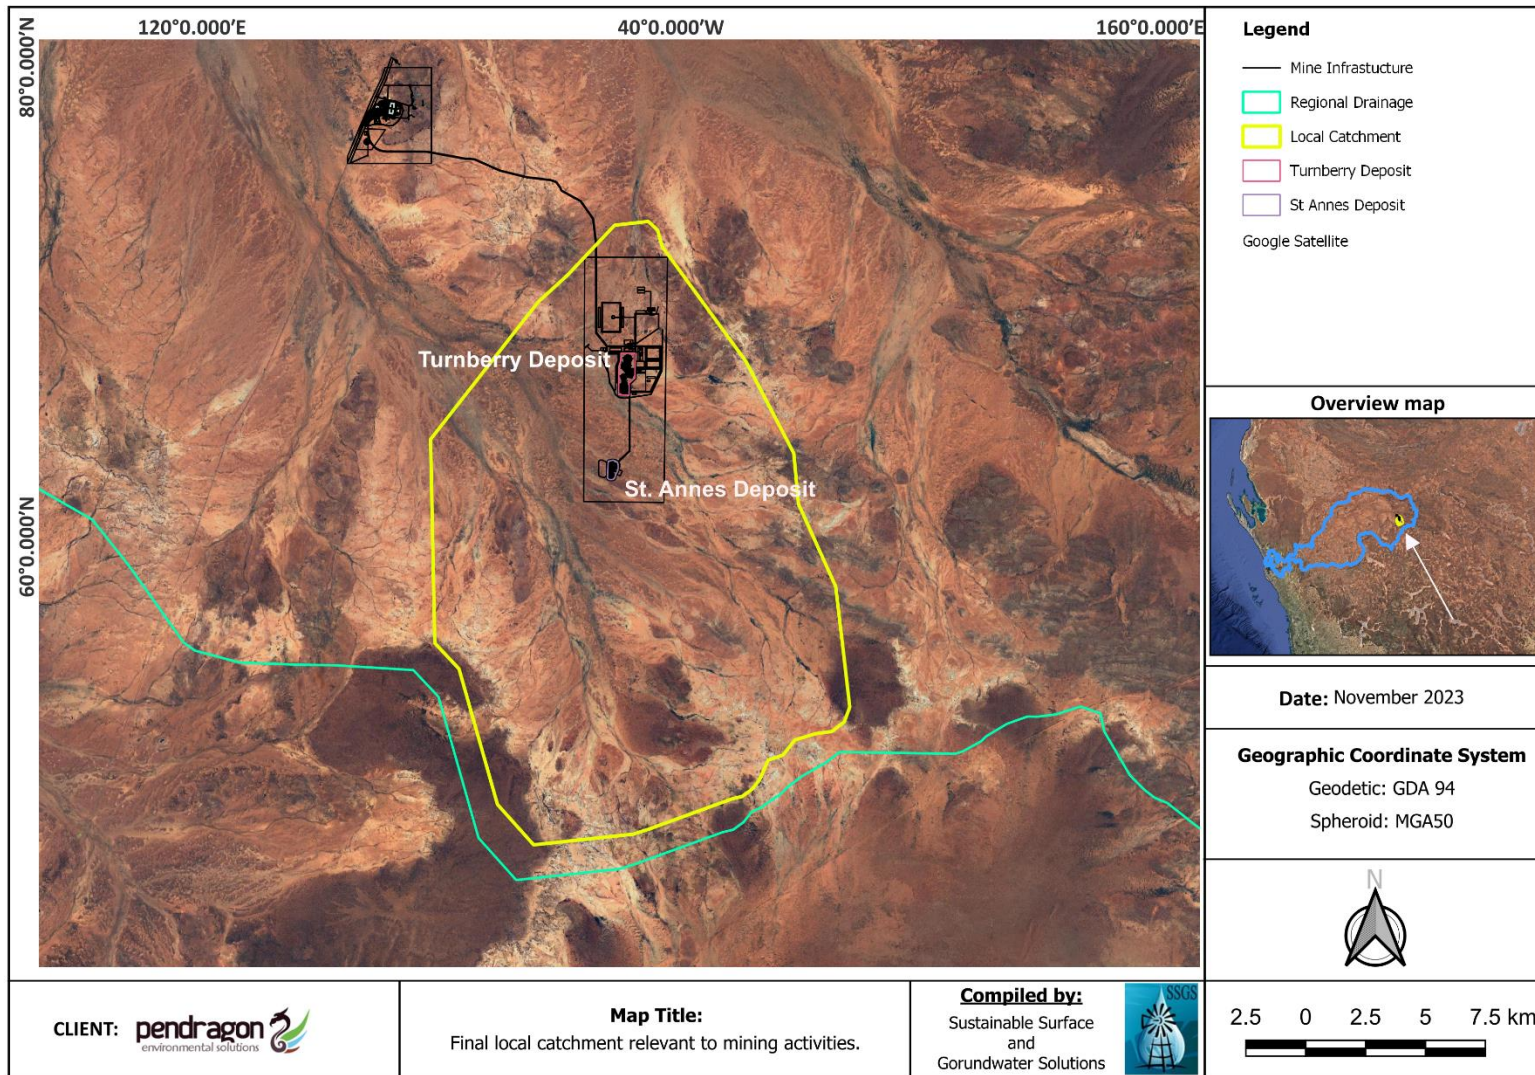 120°0.000'E
40°0.000'W
160°0.000'E
80°0.000'N
60°0.000'N
Turnberry Deposit
St. Annes Deposit
Legend
Mine Infrastucture
Regional Drainage
Local Catchment
Turnberry Deposit
St Annes Deposit
Google Satellite
Overview map
Date: November 2023
Geographic Coordinate System
Geodetic: GDA 94
Spheroid: MGA50
N
CLIENT: pendragon
environmental solutions
Map Title:
Final local catchment relevant to mining activities.
Compiled by:
Sustainable Surface
and
Gorundwater Solutions
SSGS
2.5 0 2.5 5 7.5 km